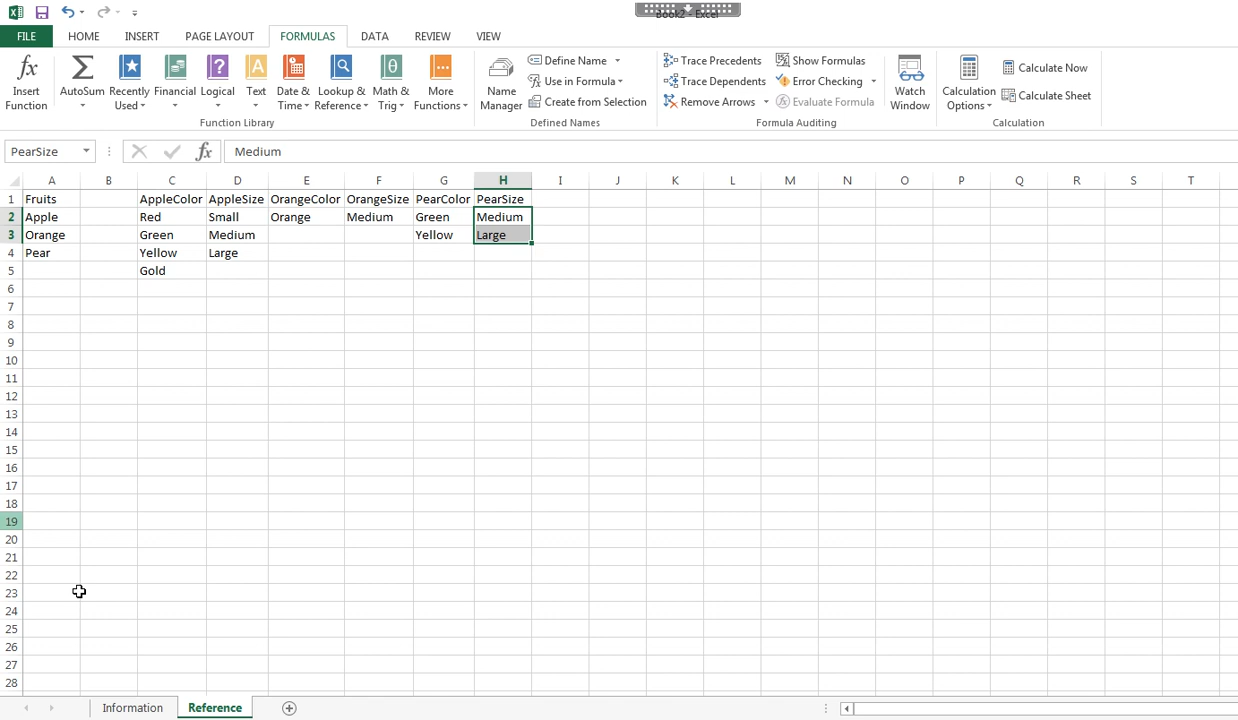 Book2 - Excel
FILE HOME INSERT PAGE LAYOUT FORMULAS DATA REVIEW VIEW
fx Σ ? A θ ...
Insert Function
AutoSum
Recently Used
Financial
Logical
Text
Date & Time
Lookup & Reference
Math & Trig
More Functions
Function Library
Name Manager
Define Name
Use in Formula
Create from Selection
Defined Names
Trace Precedents
Trace Dependents
Remove Arrows
Show Formulas
Error Checking
Evaluate Formula
Formula Auditing
Watch Window
Calculation Options
Calculate Now
Calculate Sheet
Calculation
PearSize fx Medium
A B C D E F G H I J K L M N O P Q R S T
1 Fruits AppleColor AppleSize OrangeColor OrangeSize PearColor PearSize
2 Apple Red Small Orange Medium Green Medium
3 Orange Green Medium Yellow Large
4 Pear Yellow Large
5 Gold
6
7
8
9
10
11
12
13
14
15
16
17
18
19
20
21
22
23
24
25
26
27
28
Information Reference